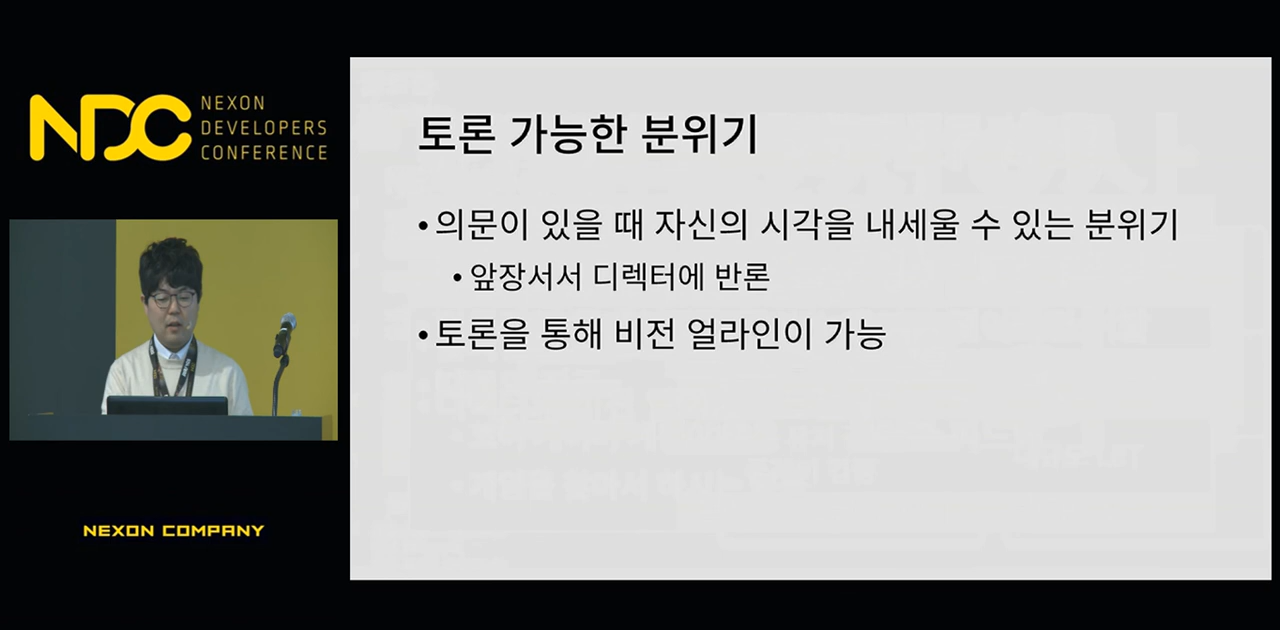 NDC
NEXON
DEVELOPERS
CONFERENCE
토론 가능한 분위기
• 의문이 있을 때 자신의 시각을 내세울 수 있는 분위기
• 앞장서서 디렉터에 반론
• 토론을 통해 비전 얼라인이 가능
NEXON COMPANY